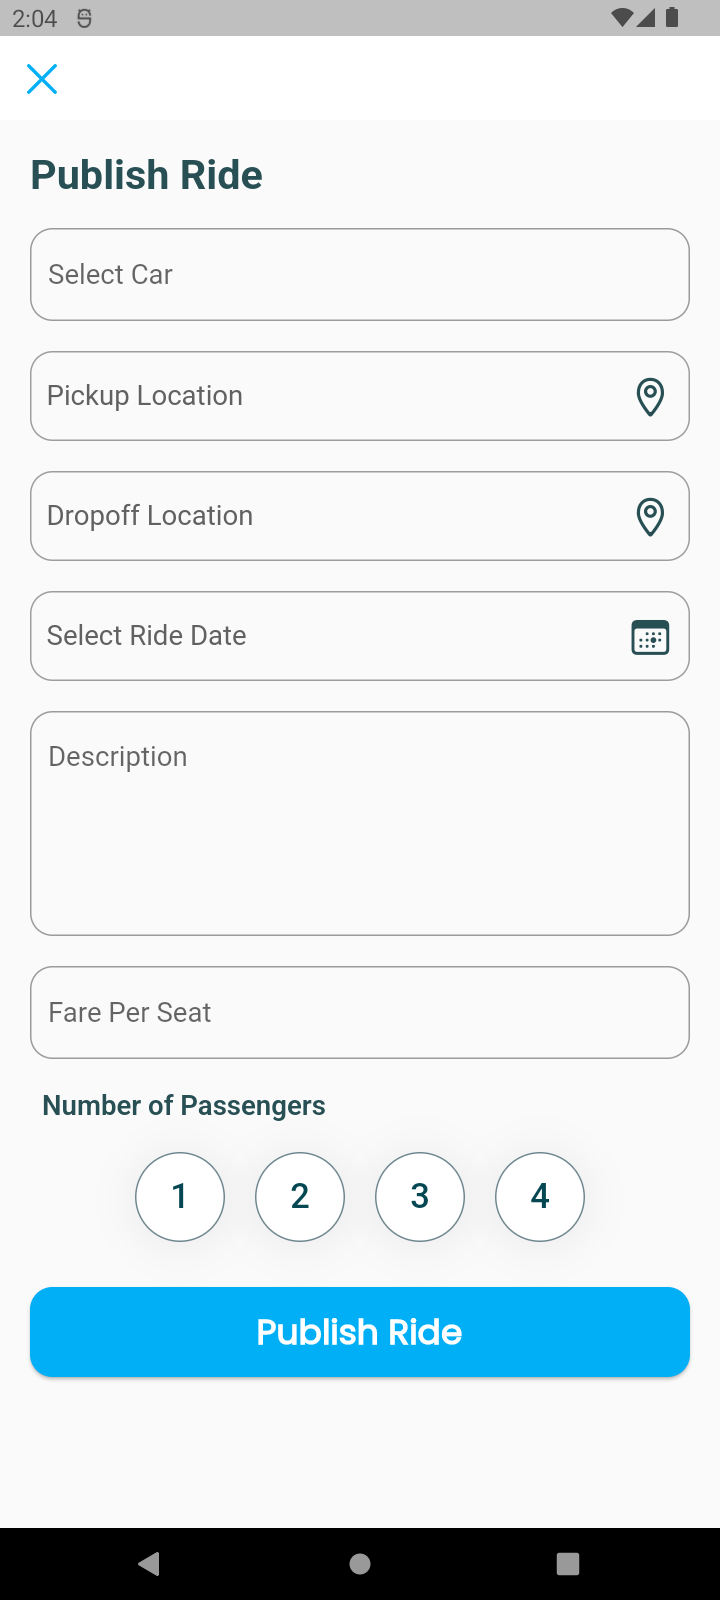 2:04
Publish Ride
Select Car
Pickup Location
Dropoff Location
Select Ride Date
Description
Fare Per Seat
Number of Passengers
1 2 3 4
Publish Ride